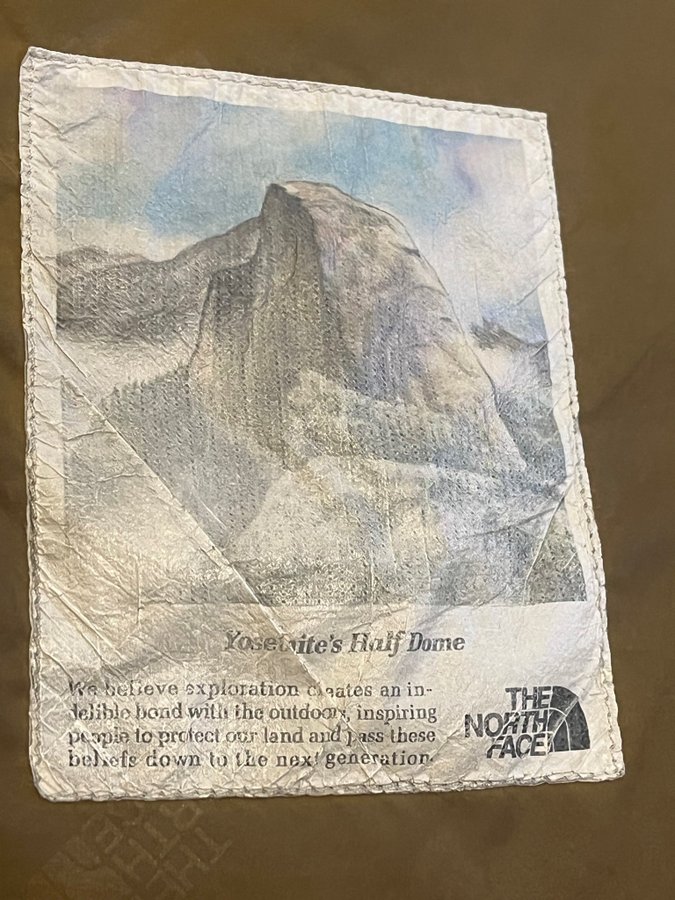 Yosemite's Half Dome
We believe exploration creates an in-
delible bond with the outdoors, inspiring
people to protect our land and pass these
beliefs down to the next generation.
THE
NORTH
FACE
THE